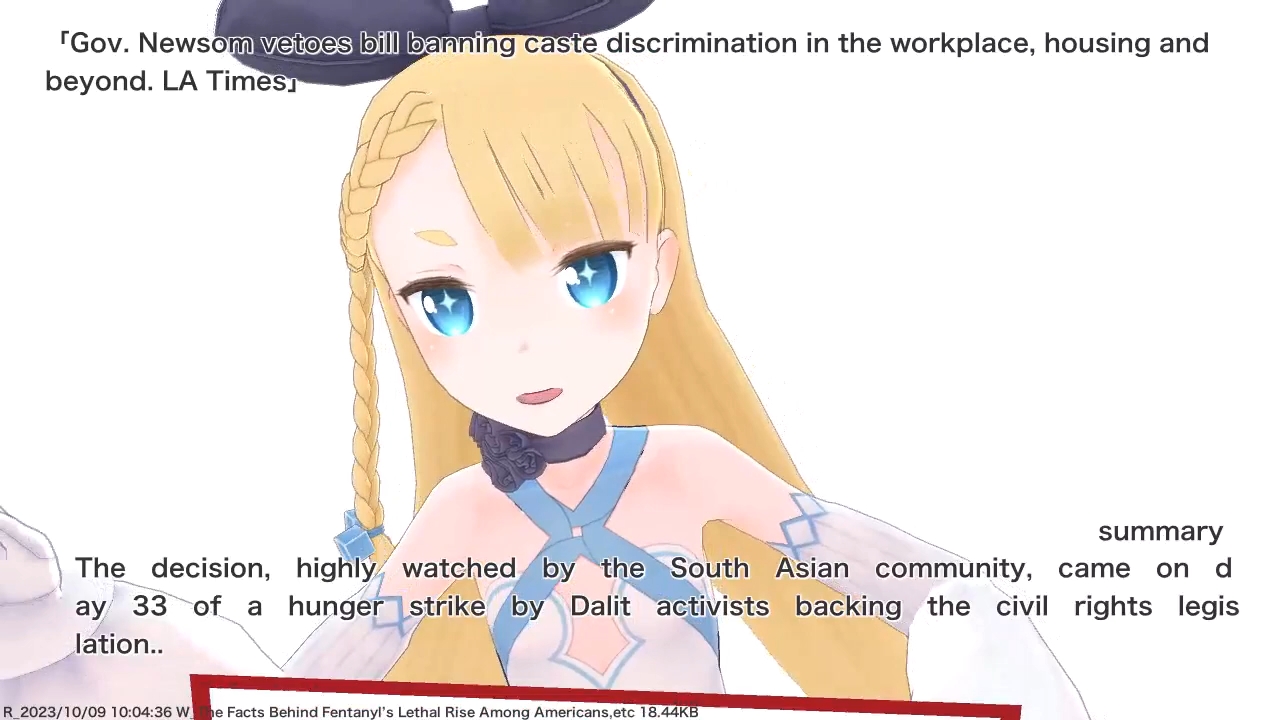 「Gov. Newsom vetoes bill banning caste discrimination in the workplace, housing and
beyond. LA Times」
summary
The decision, highly watched by the South Asian community, came on d
ay 33 of a hunger strike by Dalit activists backing the civil rights legis
lation..
R_2023/10/09 10:04:36 W_The Facts Behind Fentanyl's Lethal Rise Among Americans,etc 18.44KB